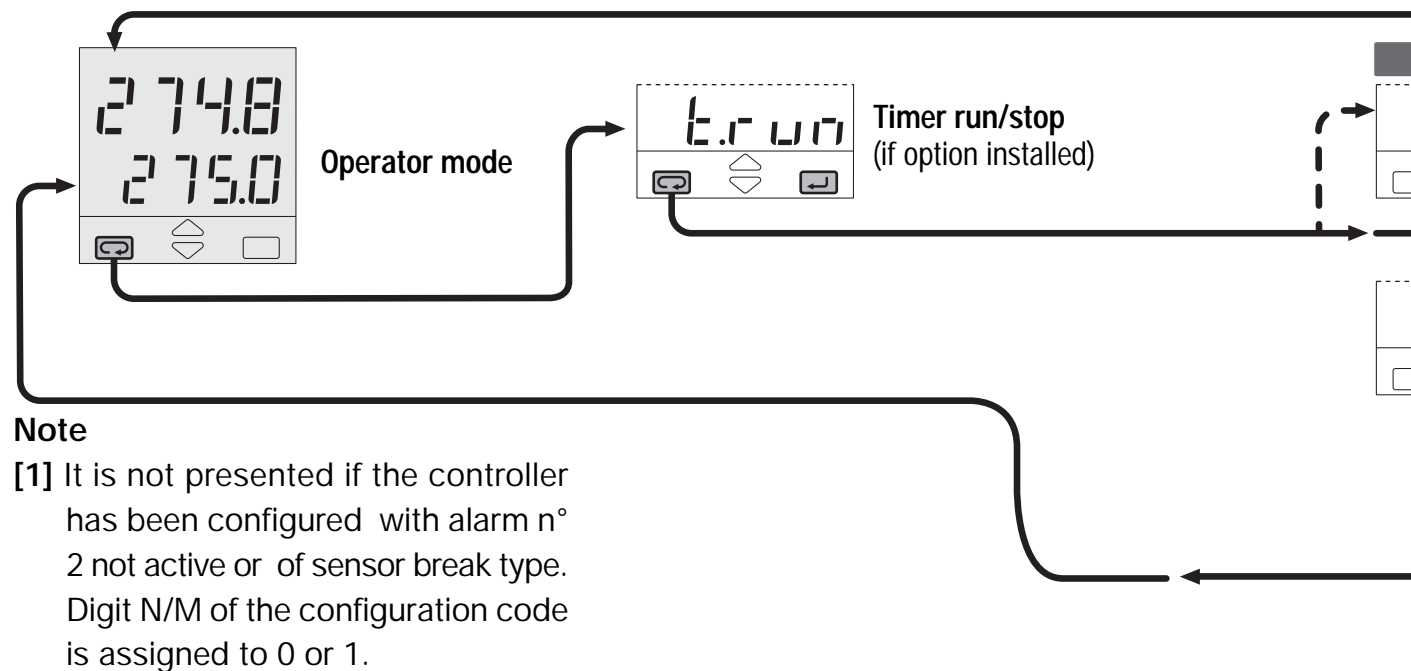 274.8
275.0
Operator mode
t.run
Timer run/stop
(if option installed)
Note
[1] It is not presented if the controller
has been configured with alarm n°
2 not active or of sensor break type.
Digit N/M of the configuration code
is assigned to 0 or 1.